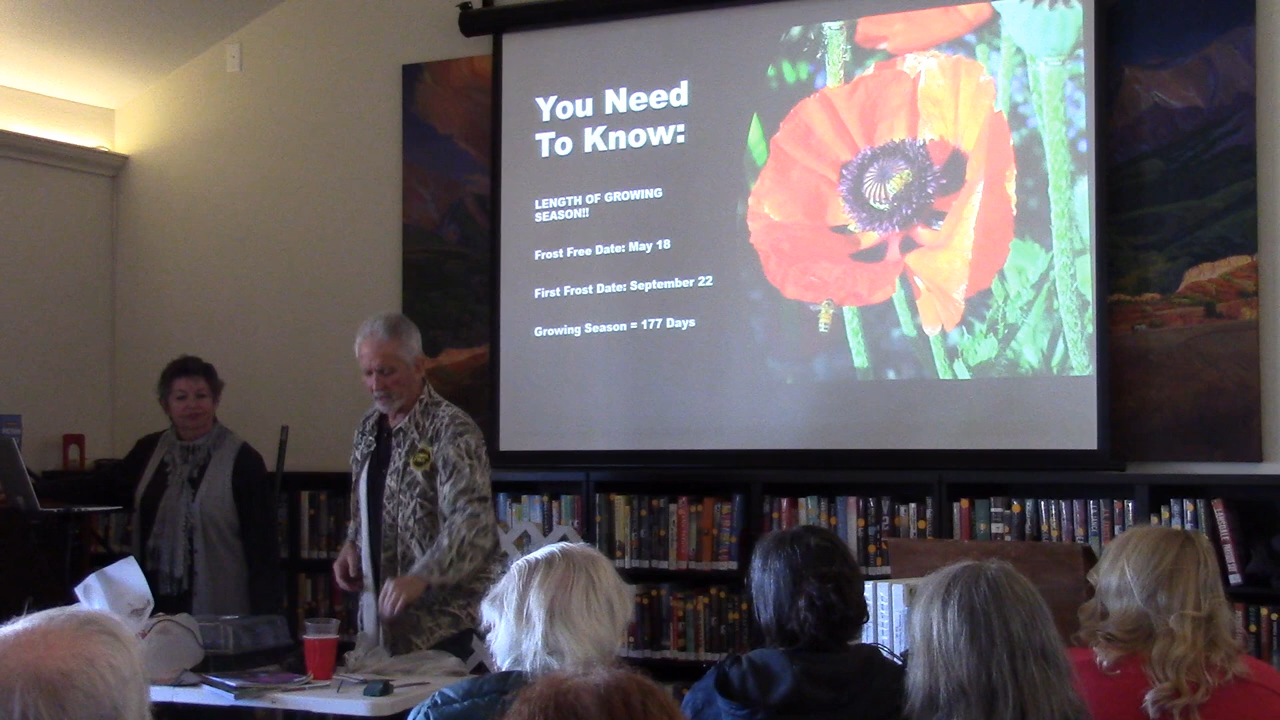 You Need
To Know:
LENGTH OF GROWING
SEASON!!
Frost Free Date: May 18
First Frost Date: September 22
Growing Season = 177 Days